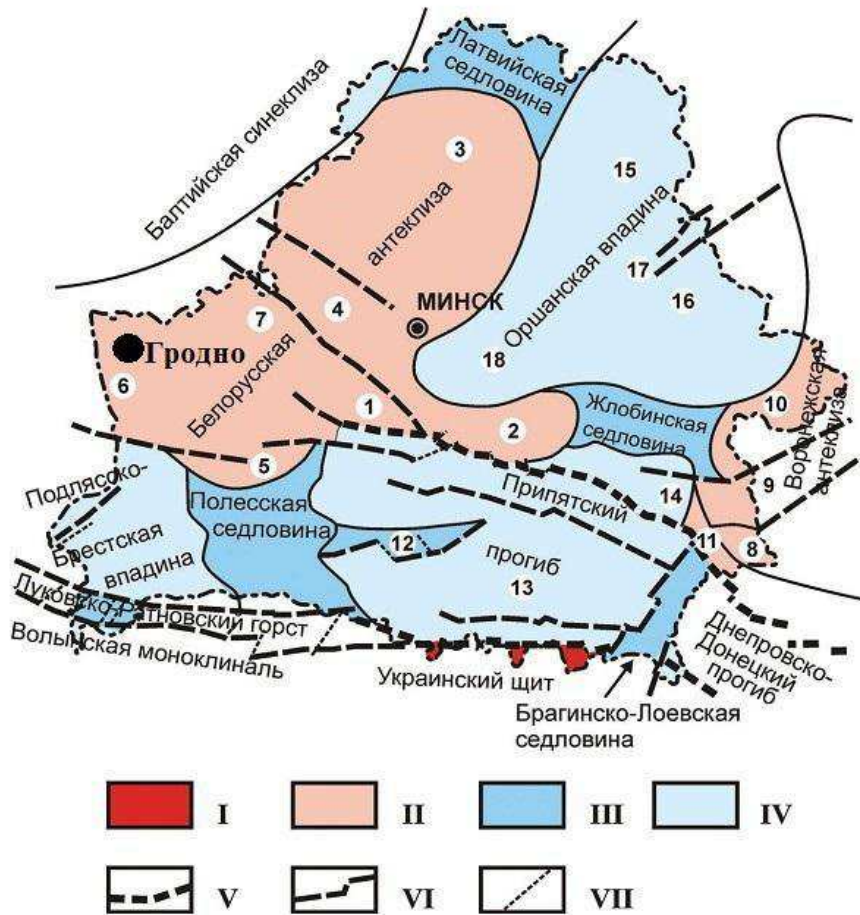 Латвийская
седловина
Балтийская синеклиза
3
15
антеклиза
Оршанская впадина
17
16
4
МИНСК
7
Гродно
6
18
Белорусская
1
2
10
Жлобинская
седловина
Воронежская
антеклиза
9
5
Подлясско-
Брестская
впадина
Полесская
седловина
Припятский
прогиб
14
12
11
8
13
Луковско-Ратновский горст
Волынская моноклиналь
Украинский щит
Днепровско-
Донецкий
прогиб
Брагинско-Лоевская
седловина
I
II
III
IV
V
VI
VII